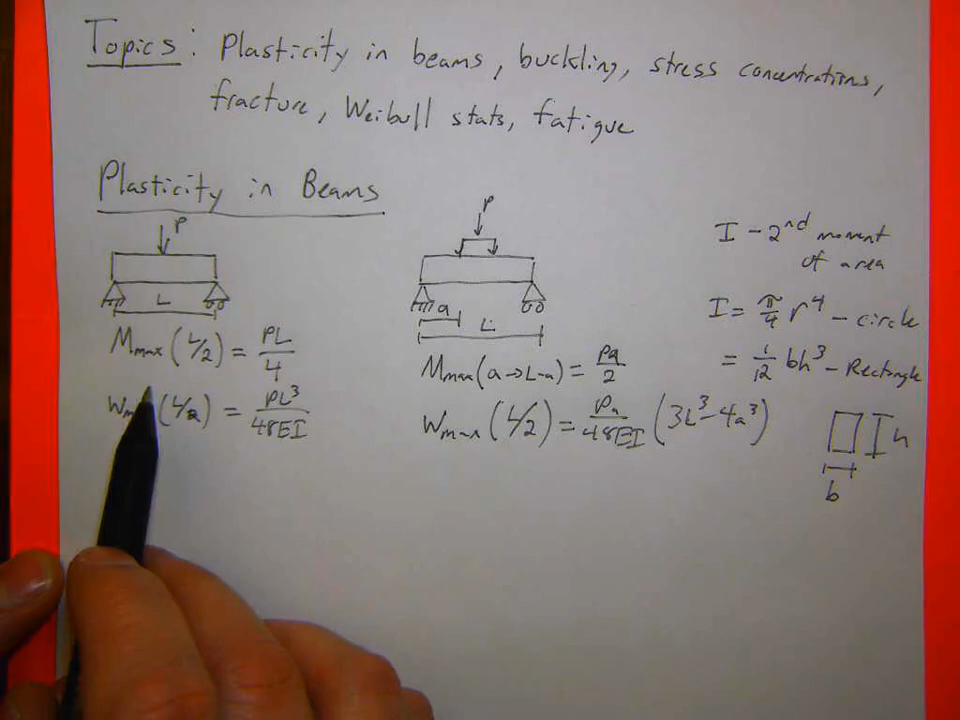 Topics: Plasticity in beams, buckling, stress concentrations,
fracture, Weibull stats, fatigue
Plasticity in Beams
P
L
Mmax (L/2) = PL/4
(L/2) = PL³/48EI
P
a
L
Mmax (a→L-a) = Pa/2
wmax (L/2) = Pa/48EI (3L³-4a³)
I - 2nd moment
of area
I = π/4 r⁴ - circle
= 1/12 bh³ - Rectangle
h
b